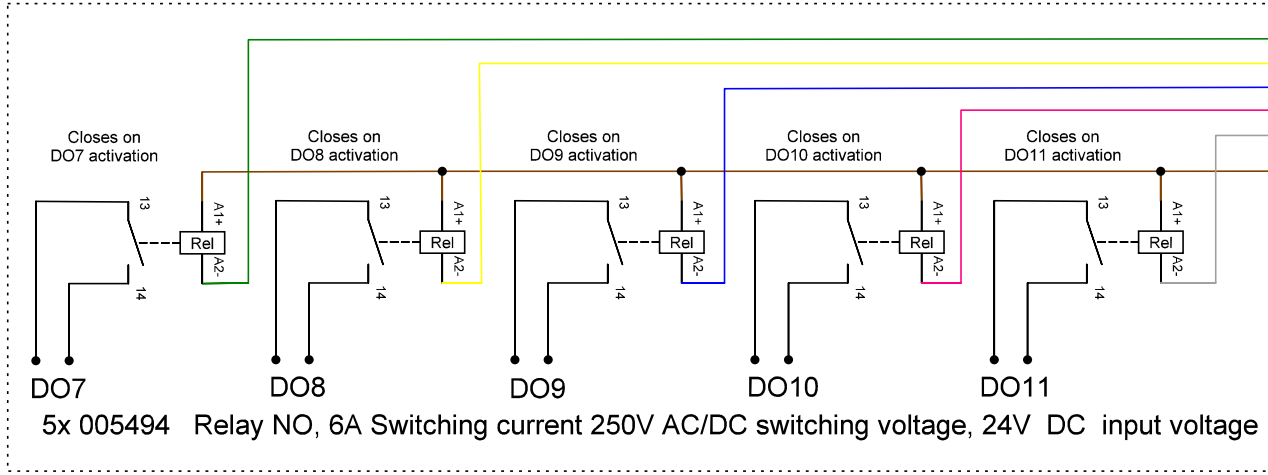 Closes on
DO7 activation
Closes on
DO8 activation
Closes on
DO9 activation
Closes on
DO10 activation
Closes on
DO11 activation
13
A1+
Rel
A2-
14
13
A1+
Rel
A2-
14
13
A1+
Rel
A2-
14
13
A1+
Rel
A2-
14
13
A1+
Rel
A2-
14
DO7
DO8
DO9
DO10
DO11
5x 005494 Relay NO, 6A Switching current 250V AC/DC switching voltage, 24V DC input voltage